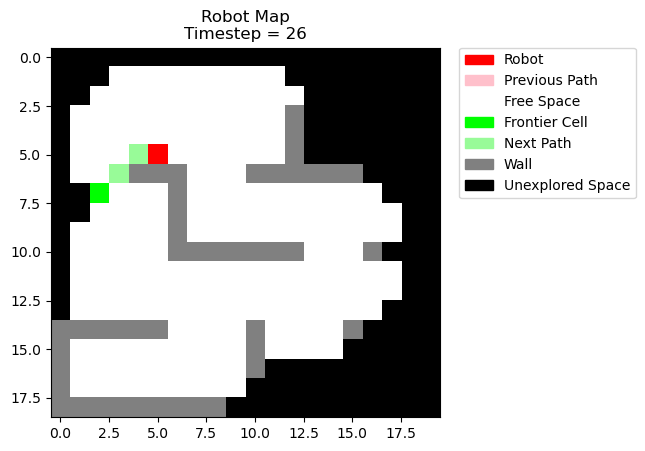 Robot Map
Timestep = 26
0.0
2.5
5.0
7.5
10.0
12.5
15.0
17.5
0.0
2.5
5.0
7.5
10.0
12.5
15.0
17.5
Robot
Previous Path
Free Space
Frontier Cell
Next Path
Wall
Unexplored Space